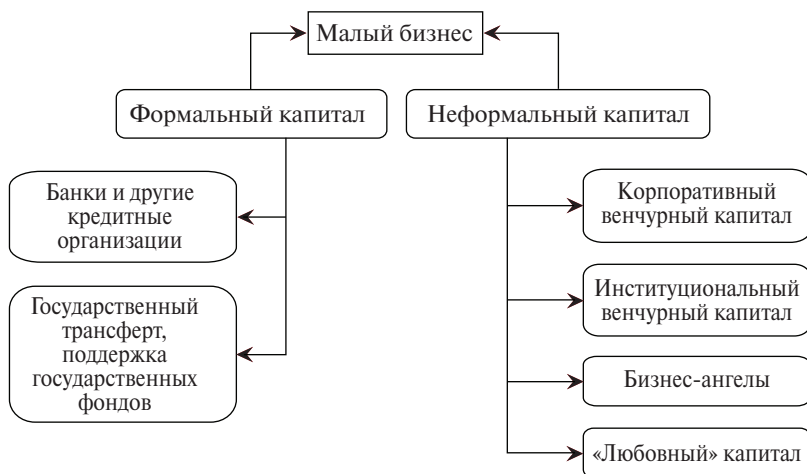 Малый бизнес
Формальный капитал
Неформальный капитал
Банки и другие
кредитные
организации
Государственный
трансферт,
поддержка
государственных
фондов
Корпоративный
венчурный капитал
Институциональный
венчурный капитал
Бизнес-ангелы
«Любовный» капитал